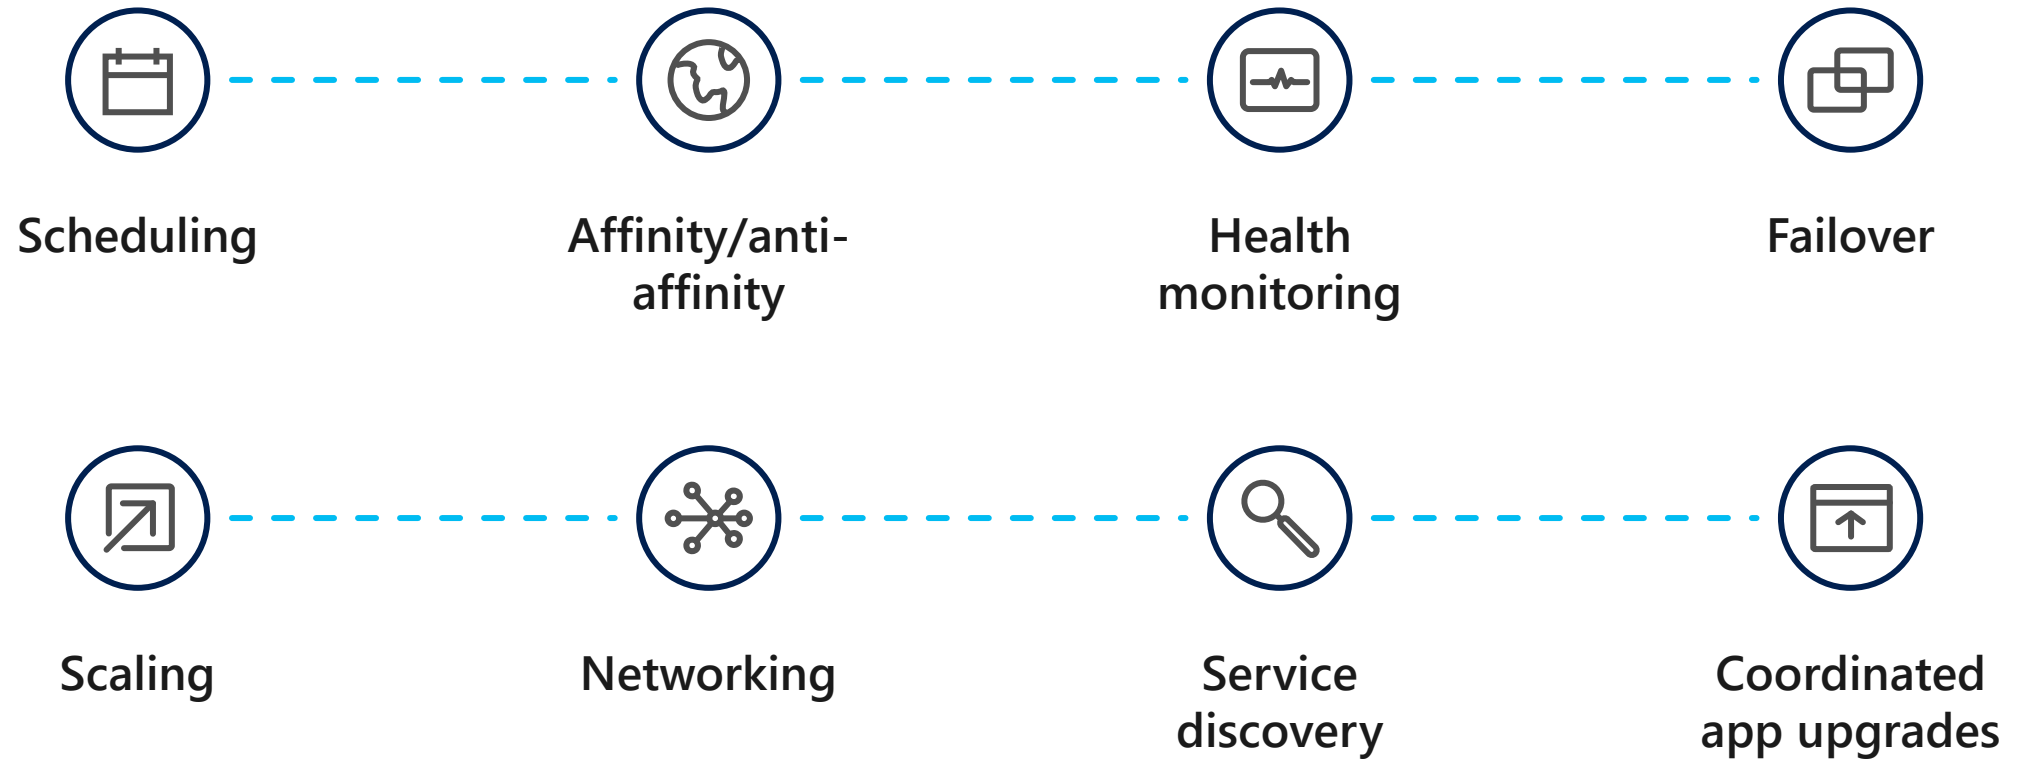 Scheduling
Affinity/anti-
affinity
Health
monitoring
Failover
Scaling
Networking
Service
discovery
Coordinated
app upgrades